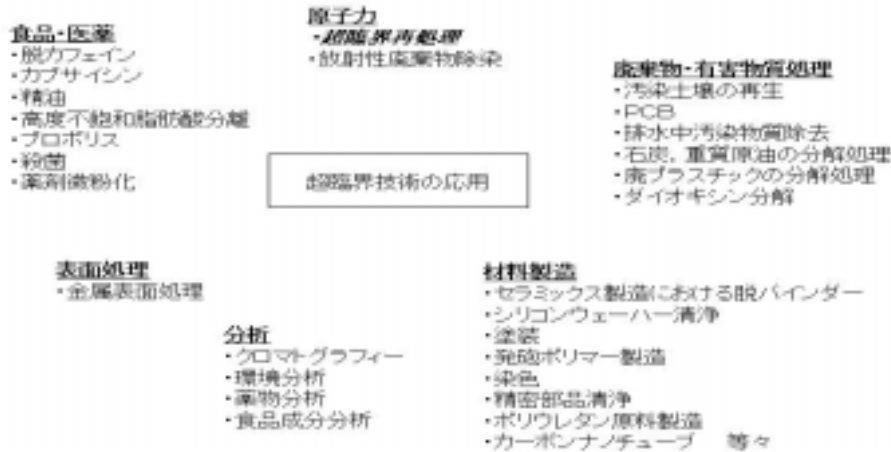 食品・医薬
・脱カフェイン
・カプサイシン
・精油
・高度不飽和脂肪酸分離
・プロポリス
・殺菌
・薬剤微粉化
原子力
・超臨界再処理
・放射性廃棄物除染
廃棄物・有害物質処理
・汚染土壌の再生
・PCB
・排水中汚染物質除去
・石炭，重質原油の分解処理
・廃プラスチックの分解処理
・ダイオキシン分解
超臨界技術の応用
表面処理
・金属表面処理
分析
・クロマトグラフィー
・環境分析
・薬物分析
・食品成分分析
材料製造
・セラミックス製造における脱バインダー
・シリコンウェーハー清浄
・塗装
・発砲ポリマー製造
・染色
・精密部品清浄
・ポリウレタン原料製造
・カーボンナノチューブ　等々